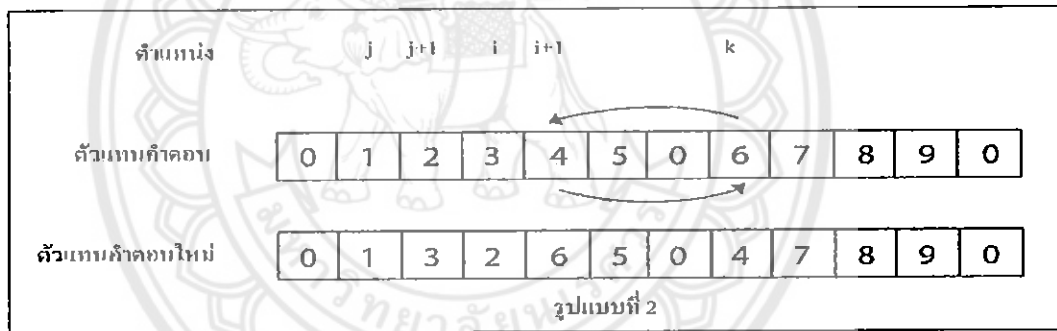 ตำแหน่ง j j+1 i i+1 k
ตัวแทนคำตอบ 0 1 2 3 4 5 0 6 7 8 9 0
ตัวแทนคำตอบใหม่ 0 1 3 2 6 5 0 4 7 8 9 0
รูปแบบที่ 2